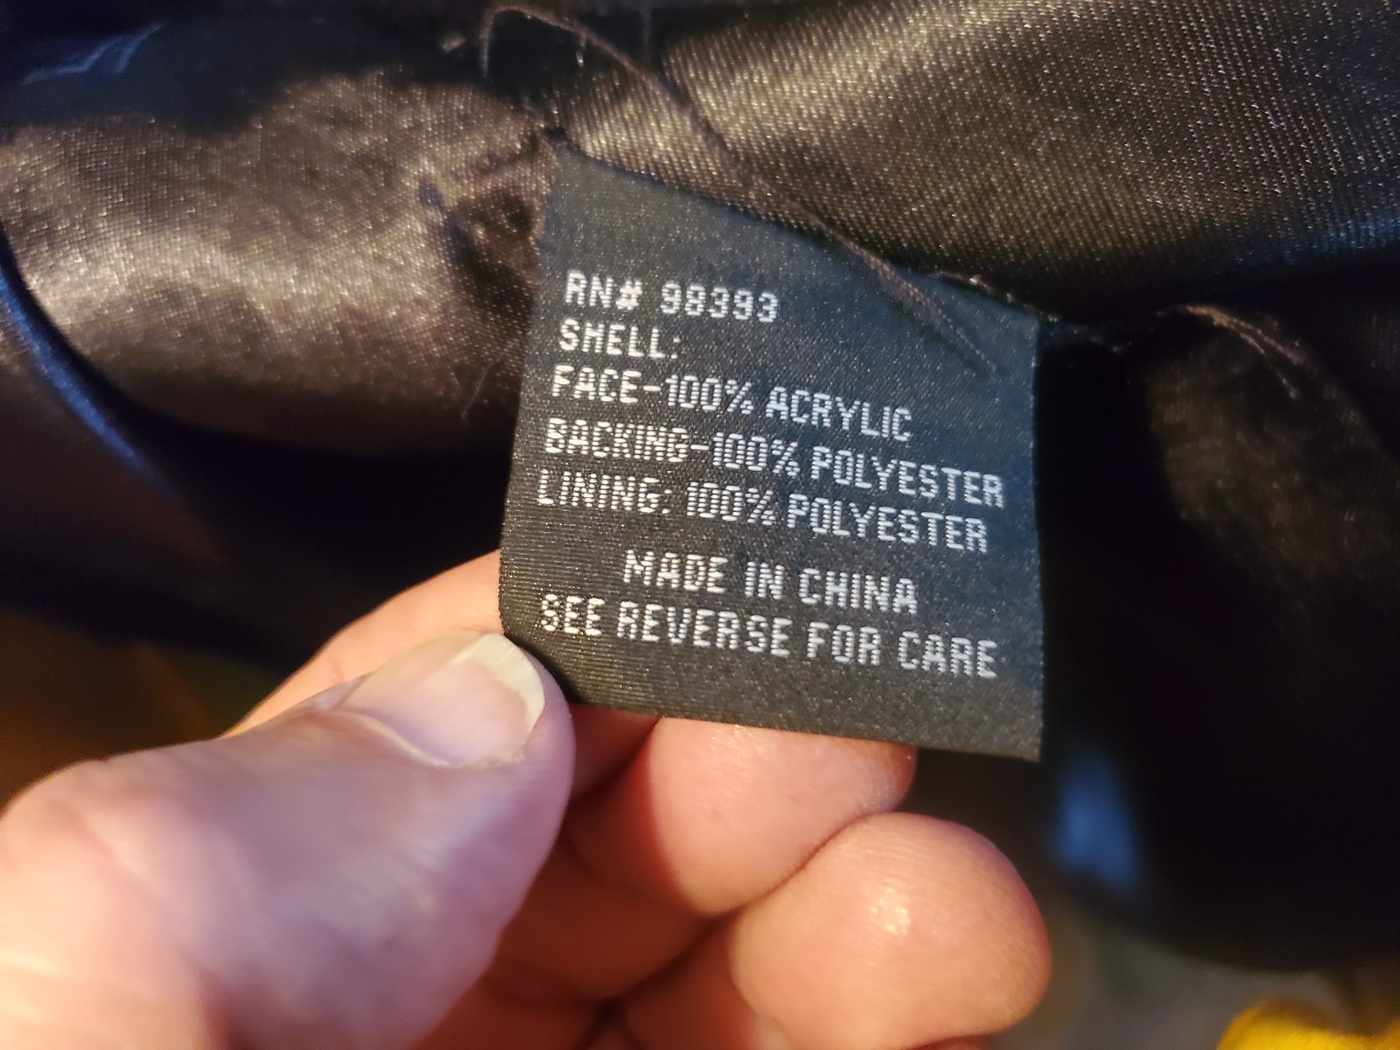 RN# 98393
SHELL:
FACE-100% ACRYLIC
BACKING-100% POLYESTER
LINING: 100% POLYESTER
MADE IN CHINA
SEE REVERSE FOR CARE